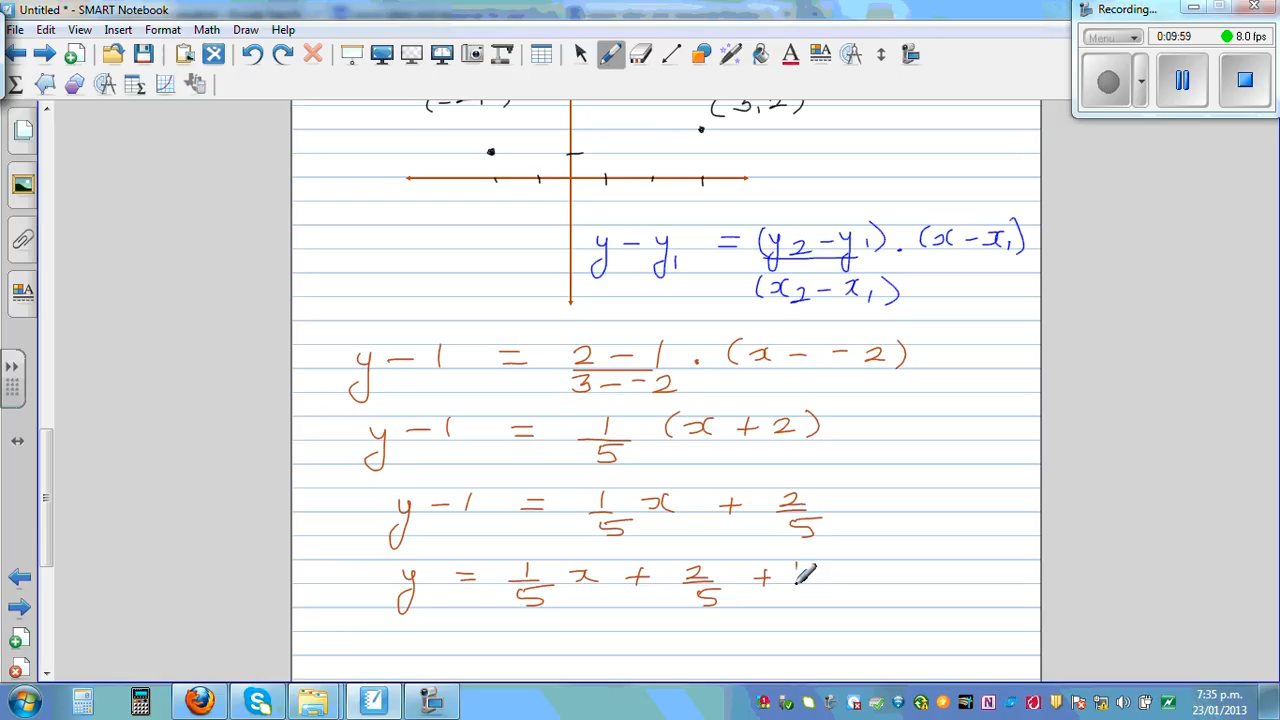 Untitled * - SMART Notebook
Recording...
File Edit View Insert Format Math Draw Help
Menu
0:09:59
8.0 fps
(3, 2)
y - y₁ = (y₂ - y₁) . (x - x₁)
(x₂ - x₁)
y - 1 = 2 - 1 . (x - - 2)
3 - - 2
y - 1 = 1/5 (x + 2)
y - 1 = 1/5 x + 2/5
y = 1/5 x + 2/5 +
7:35 p.m.
23/01/2013